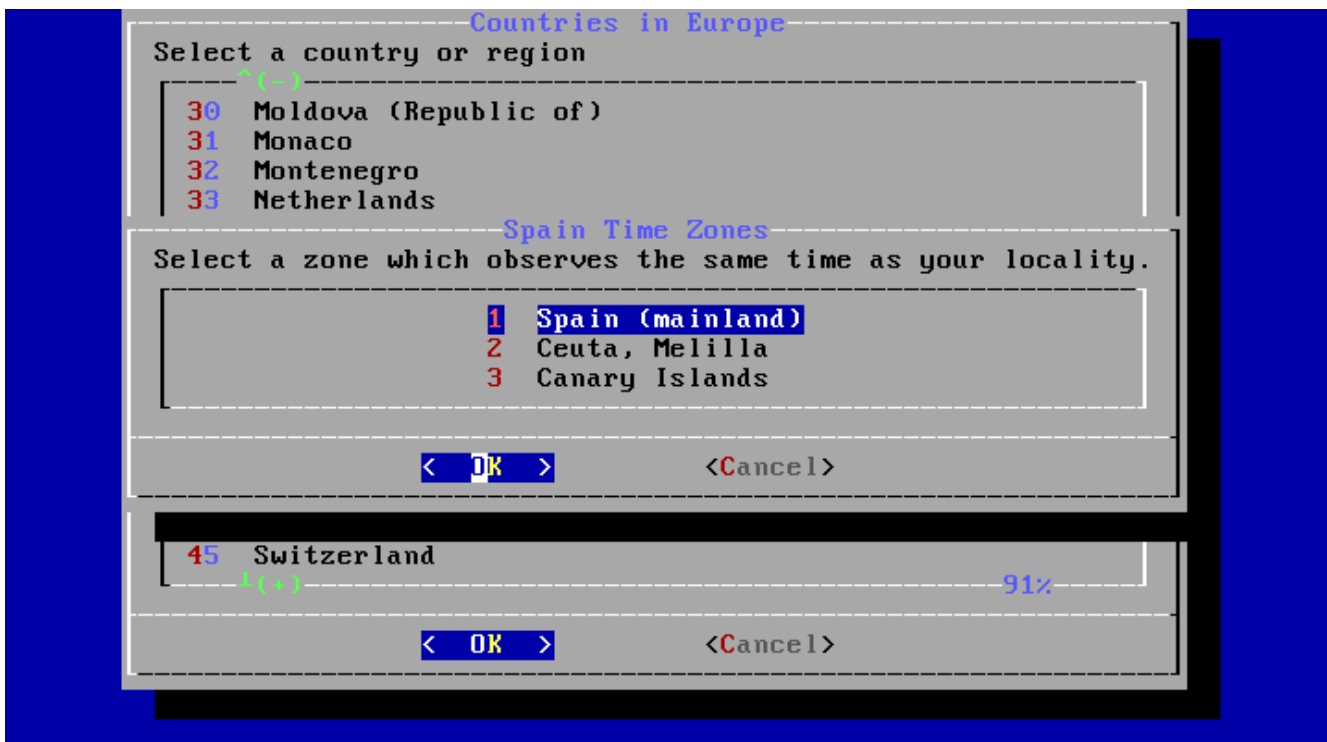 Countries in Europe
Select a country or region
^(-)
30 Moldova (Republic of)
31 Monaco
32 Montenegro
33 Netherlands
Spain Time Zones
Select a zone which observes the same time as your locality.
1 Spain (mainland)
2 Ceuta, Melilla
3 Canary Islands
< OK > <Cancel>
45 Switzerland
┴(+) 91%
< OK > <Cancel>